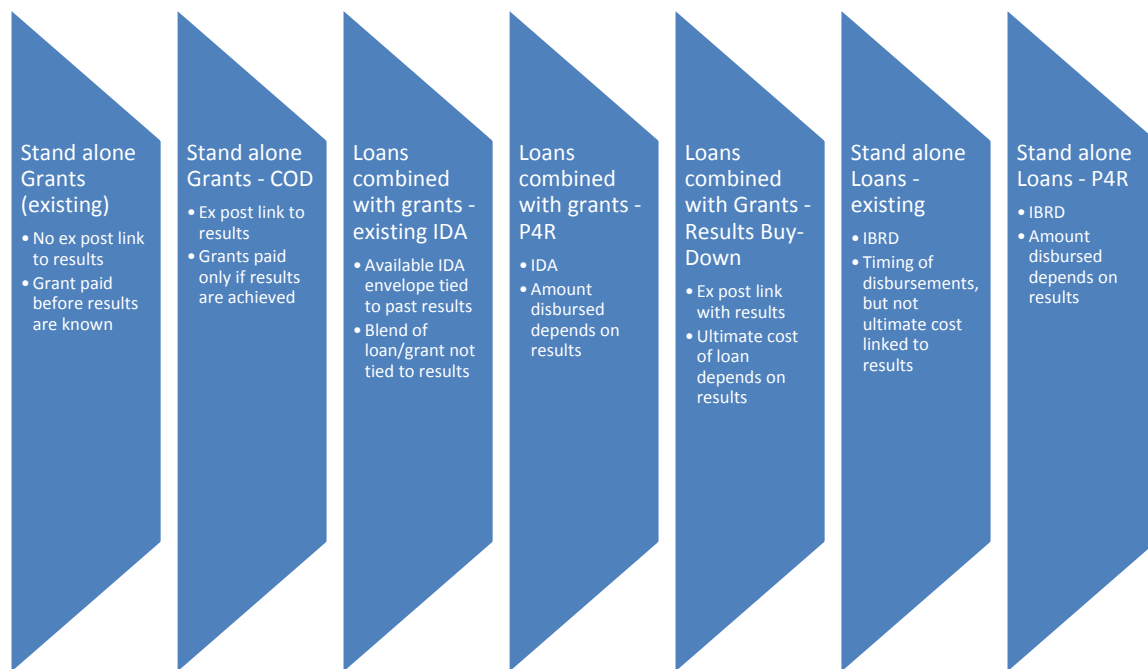 Stand alone
Grants
(existing)
• No ex post link
to results
• Grant paid
before results
are known
Stand alone
Grants - COD
• Ex post link to
results
• Grants paid
only if results
are achieved
Loans
combined
with grants -
existing IDA
• Available IDA
envelope tied
to past results
• Blend of
loan/grant not
tied to results
Loans
combined
with grants -
P4R
• IDA
• Amount
disbursed
depends on
results
Loans
combined
with Grants -
Results Buy-
Down
• Ex post link
with results
• Ultimate cost
of loan
depends on
results
Stand alone
Loans -
existing
• IBRD
• Timing of
disbursements,
but not
ultimate cost
linked to
results
Stand alone
Loans - P4R
• IBRD
• Amount
disbursed
depends on
results